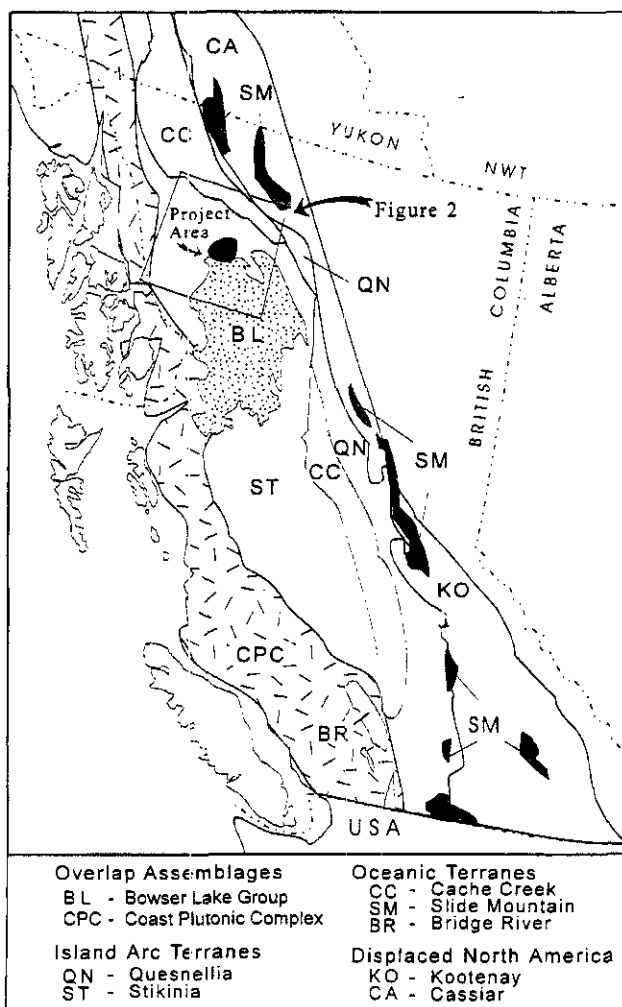 CA
SM
YUKON
NWT
CC
Figure 2
Project
Area
QN
COLUMBIA
ALBERTA
BL
BRITISH
QN
SM
CC
ST
KO
CPC
SM
BR
USA
Overlap Assemblages
BL - Bowser Lake Group
CPC - Coast Plutonic Complex
Island Arc Terranes
QN - Quesnellia
ST - Stikinia
Oceanic Terranes
CC - Cache Creek
SM - Slide Mountain
BR - Bridge River
Displaced North America
KO - Kootenay
CA - Cassiar